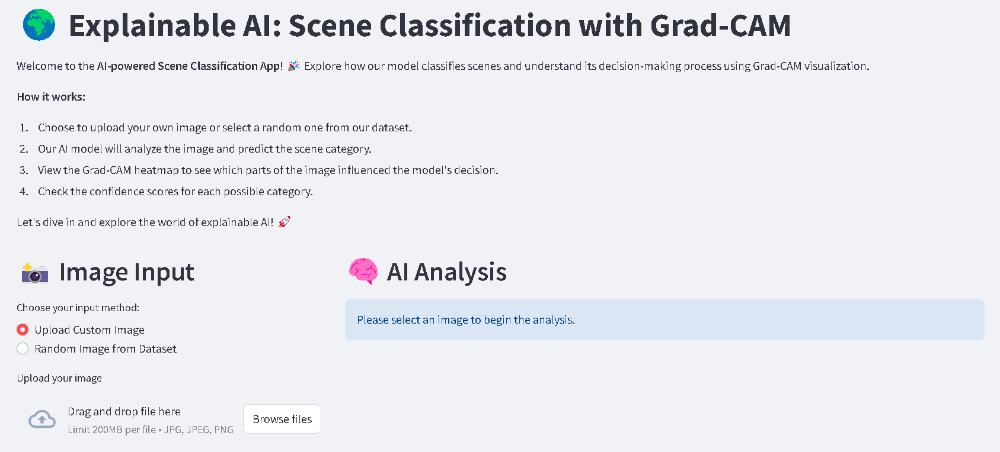 Explainable AI: Scene Classification with Grad-CAM
Welcome to the AI-powered Scene Classification App! 🎉 Explore how our model classifies scenes and understand its decision-making process using Grad-CAM visualization.
How it works:
1. Choose to upload your own image or select a random one from our dataset.
2. Our AI model will analyze the image and predict the scene category.
3. View the Grad-CAM heatmap to see which parts of the image influenced the model's decision.
4. Check the confidence scores for each possible category.
Let's dive in and explore the world of explainable AI! 🚀
Image Input
Choose your input method:
Upload Custom Image
Random Image from Dataset
Upload your image
Drag and drop file here
Limit 200MB per file • JPG, JPEG, PNG
Browse files
AI Analysis
Please select an image to begin the analysis.